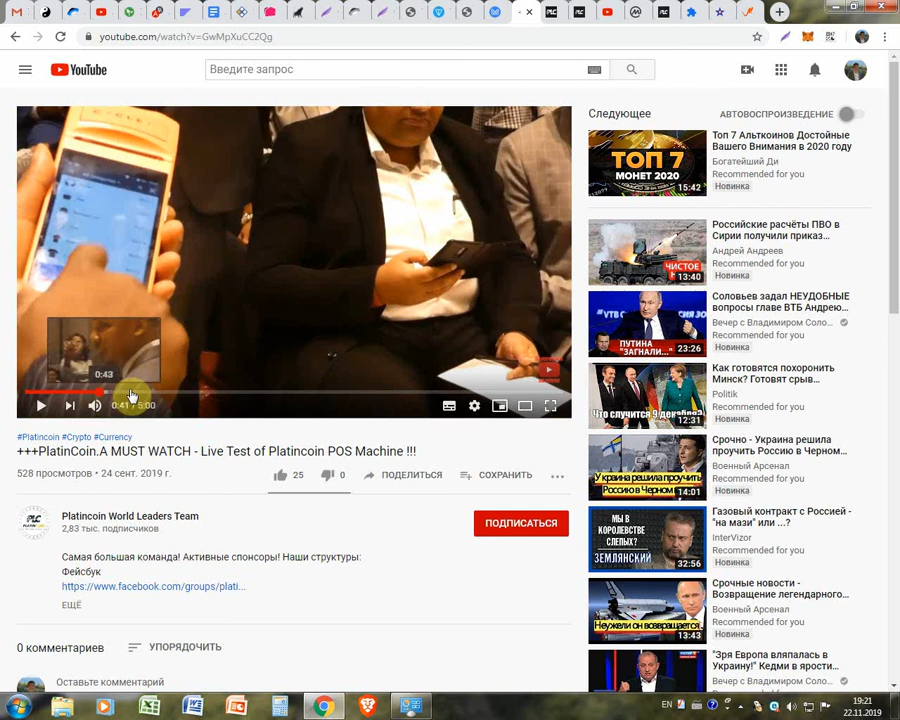 youtube.com/watch?v=GwMpXuCC2Qg
YouTube
Введите запрос
0:43
0:41 / 5:00
#Platincoin #Crypto #Currency
+++PlatinCoin.A MUST WATCH - Live Test of Platincoin POS Machine !!!
528 просмотров • 24 сент. 2019 г.
25
0
ПОДЕЛИТЬСЯ
СОХРАНИТЬ
PLC
Platincoin World Leaders Team
2,83 тыс. подписчиков
ПОДПИСАТЬСЯ
Самая большая команда! Активные спонсоры! Наши структуры:
Фейсбук
https://www.facebook.com/groups/plati...
ЕЩЁ
0 комментариев
УПОРЯДОЧИТЬ
Оставьте комментарий
Следующее
АВТОВОСПРОИЗВЕДЕНИЕ
ТОП 7
МОНЕТ 2020
15:42
Топ 7 Альткоинов Достойные
Вашего Внимания в 2020 году
Богатейший Ди
Recommended for you
Новинка
ЧИСТОЕ
13:40
Российские расчёты ПВО в
Сирии получили приказ...
Андрей Андреев
Recommended for you
Новинка
ПУТИНА
"ЗАГНАЛИ..."
23:26
Соловьев задал НЕУДОБНЫЕ
вопросы главе ВТБ Андрею...
Вечер с Владимиром Соло...
Recommended for you
Новинка
Что случится 9 декабря?
12:31
Как готовятся похоронить
Минск? Готовят срыв...
Politik
Recommended for you
Новинка
У краина решила
проучить Россию
14:01
Срочно - Украина решила
проучить Россию в Черном...
Военный Арсенал
Recommended for you
Новинка
МЫ В
КОРОЛЕВСТВЕ
СЛЕПЫХ?
ЗЕМЛЯНСКИЙ
32:56
Газовый контракт с Россией -
"на мази" или ...?
InterVizor
Recommended for you
Новинка
Неужели он возвращается
13:43
Срочные новости -
Возвращение легендарного...
Военный Арсенал
Recommended for you
Новинка
"Зря Европа вляпалась в
Украину!" Кедми в ярости...
Вечер с Владимиром Соло...
Recommended for you
EN
19:21
22.11.2019